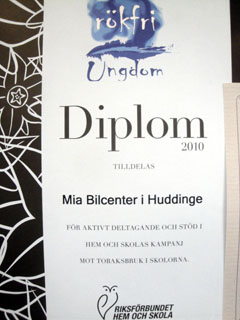 rökfri
Ungdom
Diplom
2010
TILLDELAS
Mia Bilcenter i Huddinge
FÖR AKTIVT DELTAGANDE OCH STÖD I
HEM OCH SKOLAS KAMPANJ
MOT TOBAKSBRUK I SKOLORNA.
RIKSFÖRBUNDET
HEM OCH SKOLA